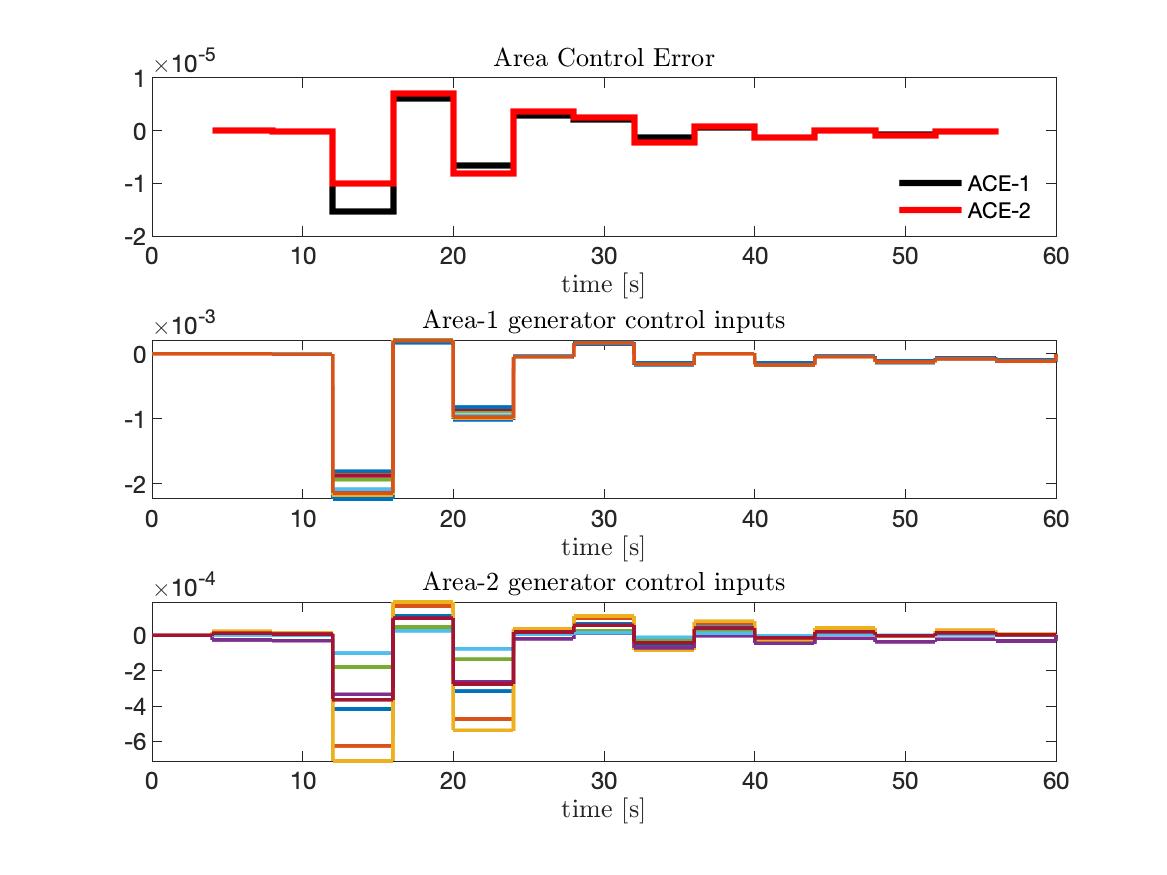 Area Control Error
×10⁻⁵
1
0
-1
-2
ACE-1
ACE-2
0 10 20 30 40 50 60
time [s]
Area-1 generator control inputs
×10⁻³
0
-1
-2
0 10 20 30 40 50 60
time [s]
Area-2 generator control inputs
×10⁻⁴
0
-2
-4
-6
0 10 20 30 40 50 60
time [s]